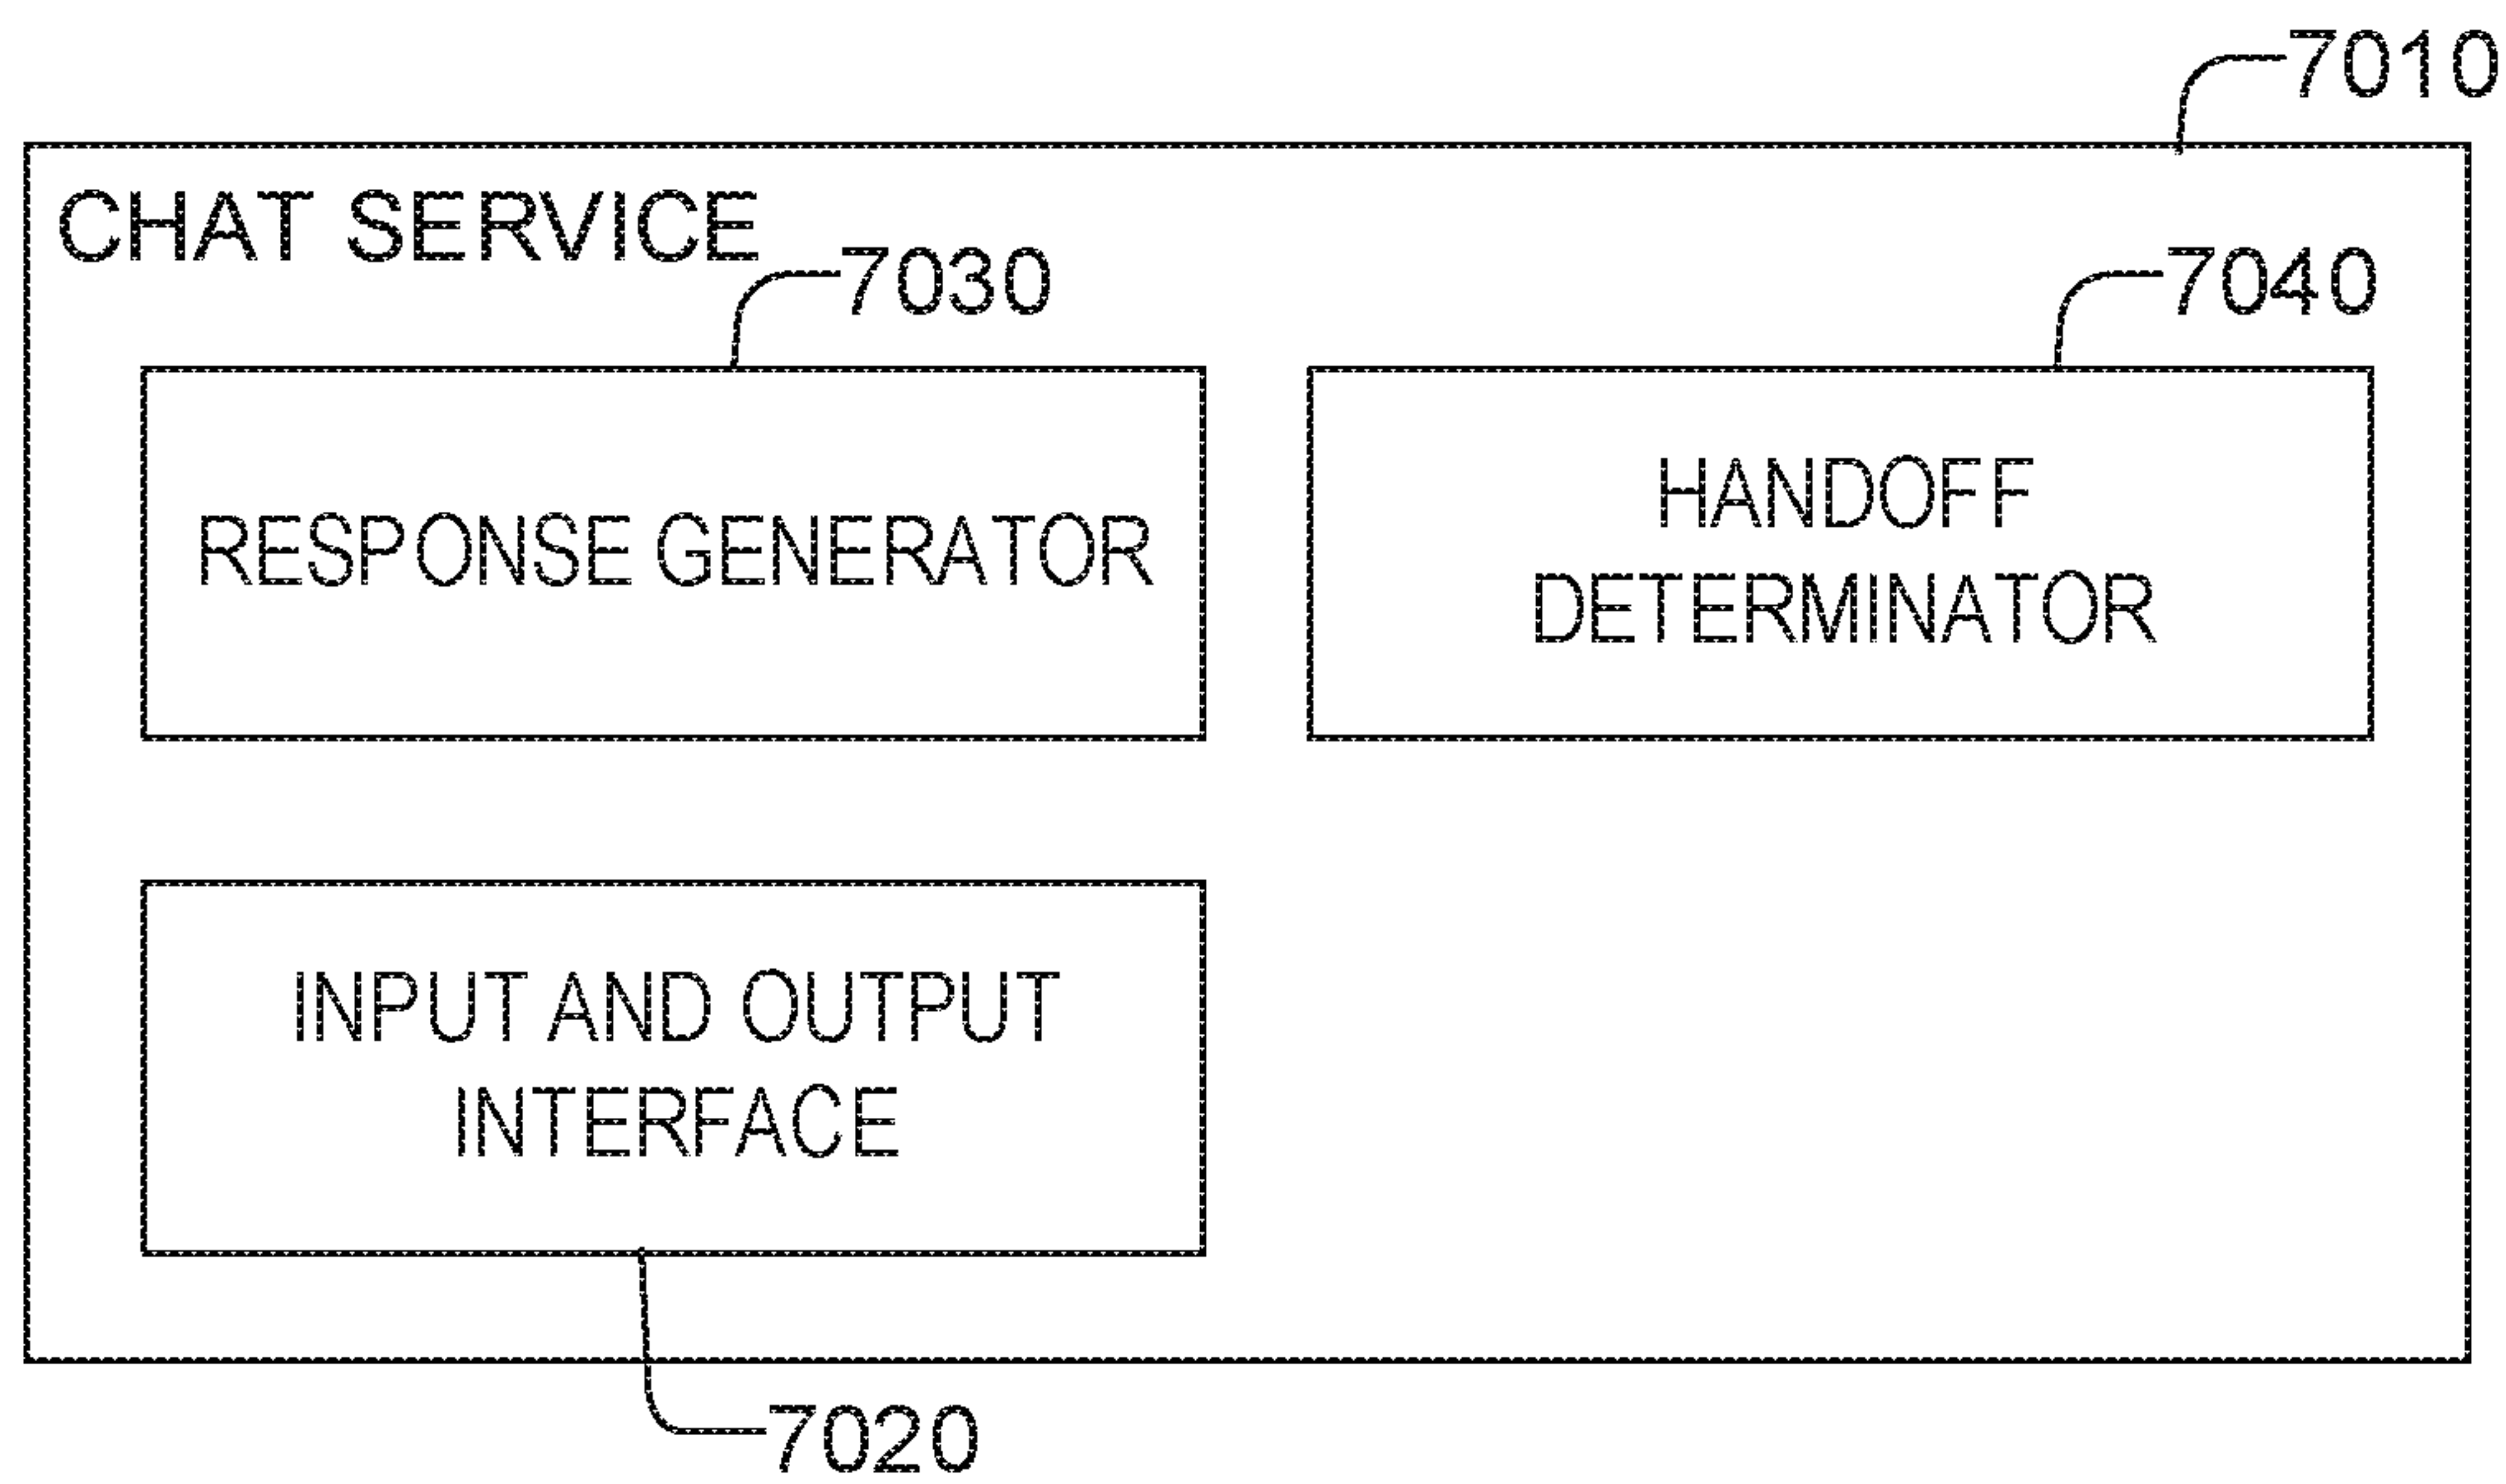 7010
CHAT SERVICE
7030
7040
RESPONSE GENERATOR
HANDOFF
DETERMINATOR
INPUT AND OUTPUT
INTERFACE
7020